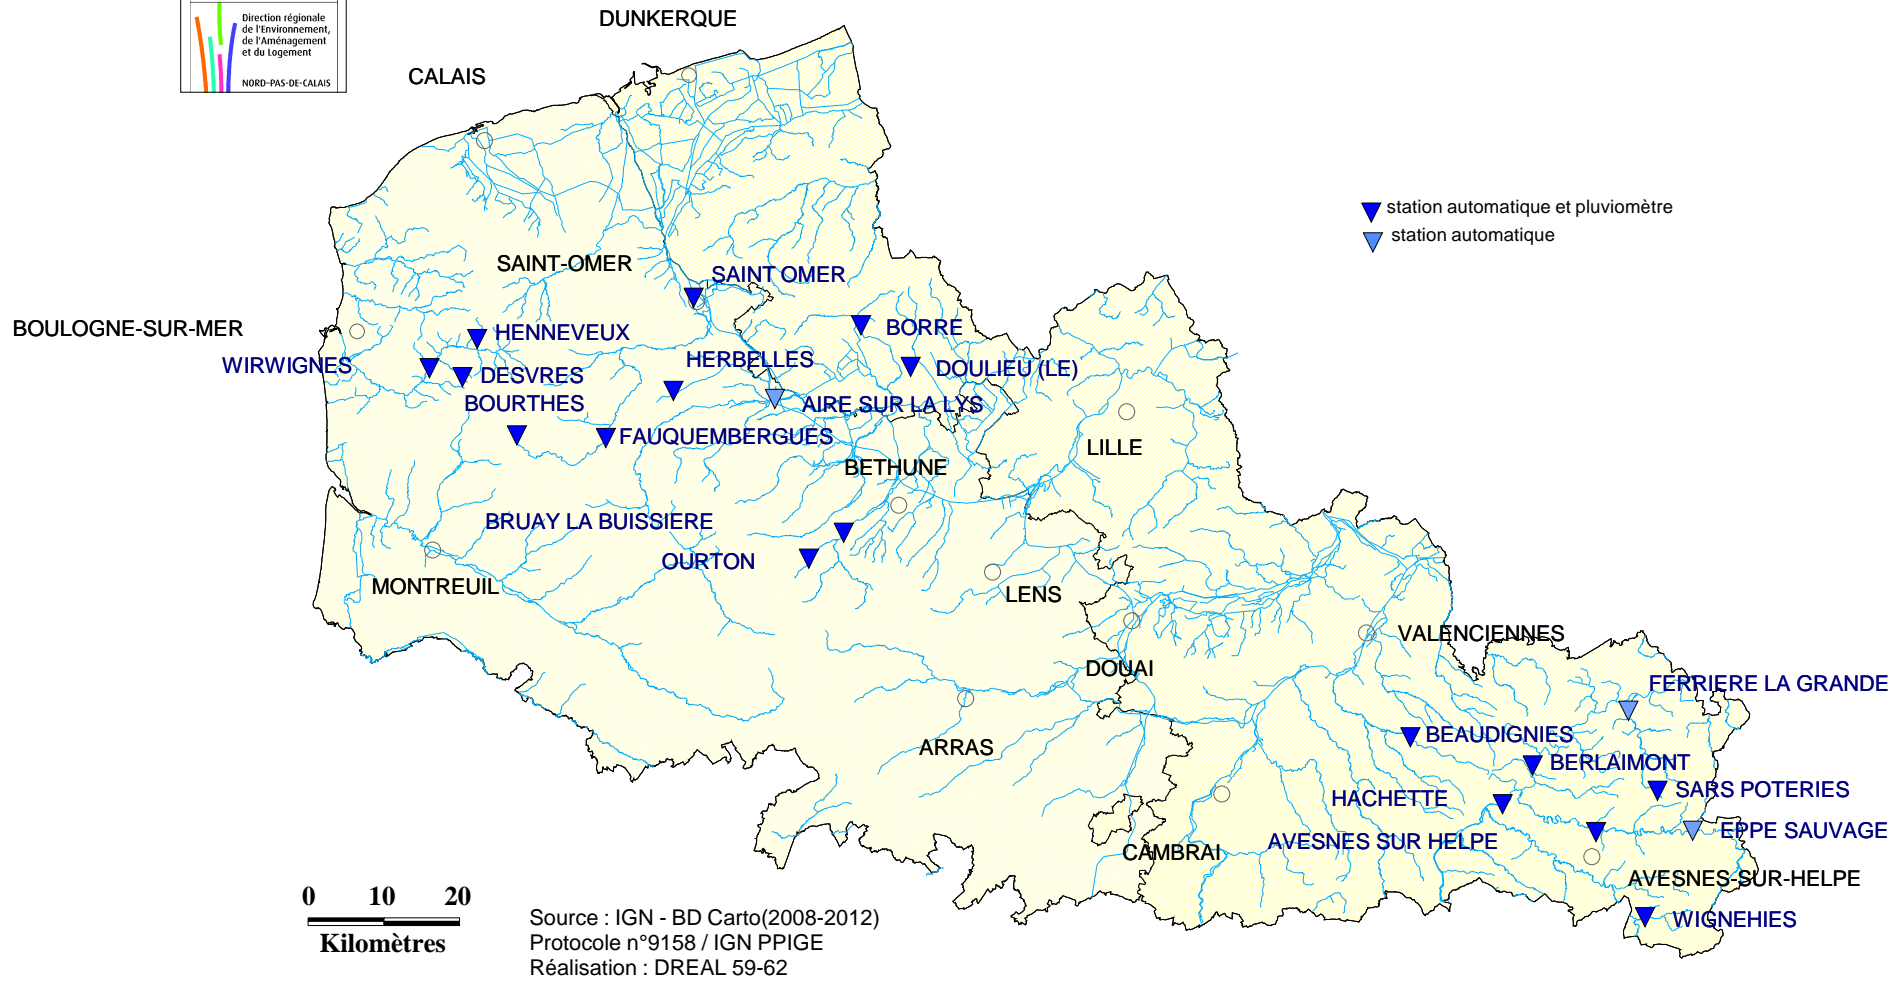 Direction régionale
de l'Environnement,
de l'Aménagement
et du Logement
NORD-PAS-DE-CALAIS
DUNKERQUE
CALAIS
station automatique et pluviomètre
station automatique
SAINT-OMER
SAINT OMER
BOULOGNE-SUR-MER
HENNEVEUX
BORRE
WIRWIGNES
HERBELLES
DOULIEU (LE)
DESVRES
BOURTHES
AIRE SUR LA LYS
FAUQUEMBERGUES
LILLE
BETHUNE
BRUAY LA BUISSIERE
OURTON
MONTREUIL
LENS
VALENCIENNES
DOUAI
FERRIERE LA GRANDE
BEAUDIGNIES
ARRAS
BERLAIMONT
SARS POTERIES
HACHETTE
EPPE SAUVAGE
AVESNES SUR HELPE
CAMBRAI
AVESNES-SUR-HELPE
WIGNEHIES
0 10 20
Kilomètres
Source : IGN - BD Carto(2008-2012)
Protocole n°9158 / IGN PPIGE
Réalisation : DREAL 59-62